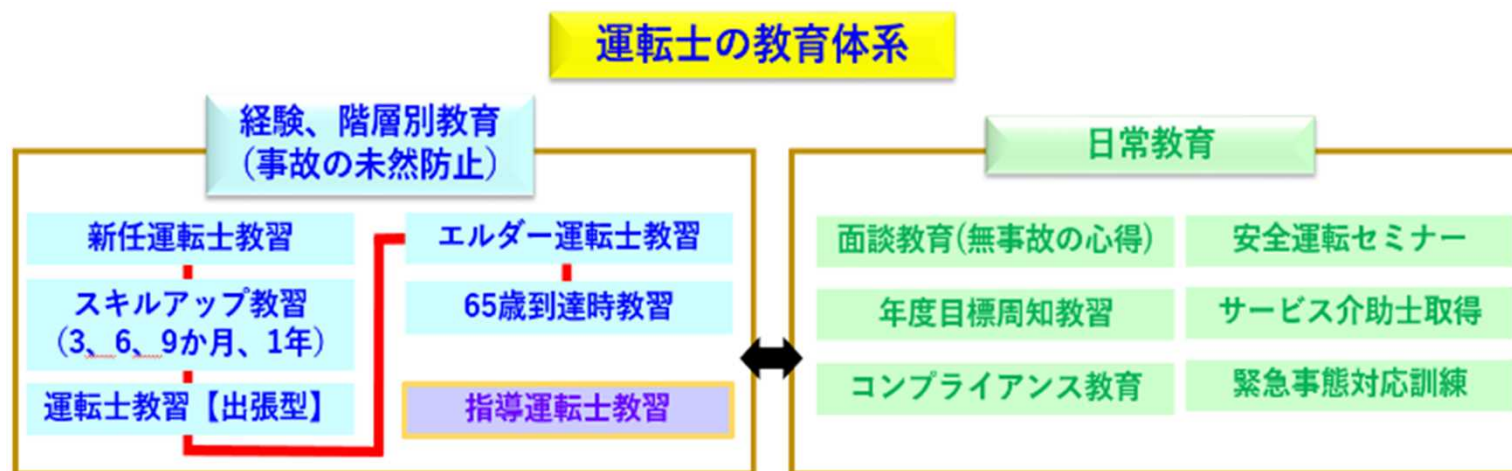 運転士の教育体系
経験、階層別教育
（事故の未然防止）
新任運転士教習
スキルアップ教習
（3、6、9か月、1年）
運転士教習【出張型】
エルダー運転士教習
65歳到達時教習
指導運転士教習
日常教育
面談教育(無事故の心得)
年度目標周知教習
コンプライアンス教育
安全運転セミナー
サービス介助士取得
緊急事態対応訓練